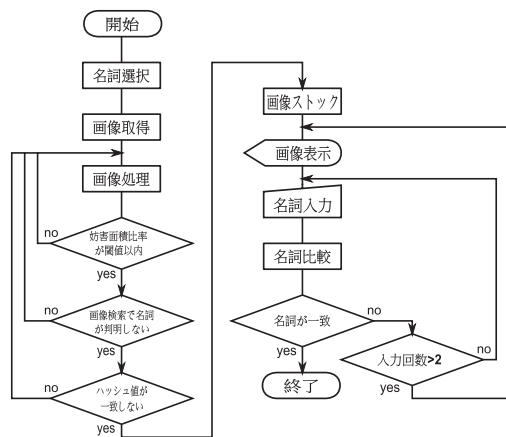 開始
名詞選択
画像取得
画像処理
妨害面積比率
が閾値以内
no
yes
画像検索で名詞
が判明しない
no
yes
ハッシュ値が
一致しない
no
yes
画像ストック
画像表示
名詞入力
名詞比較
名詞が一致
no
yes
入力回数>2
no
yes
終了